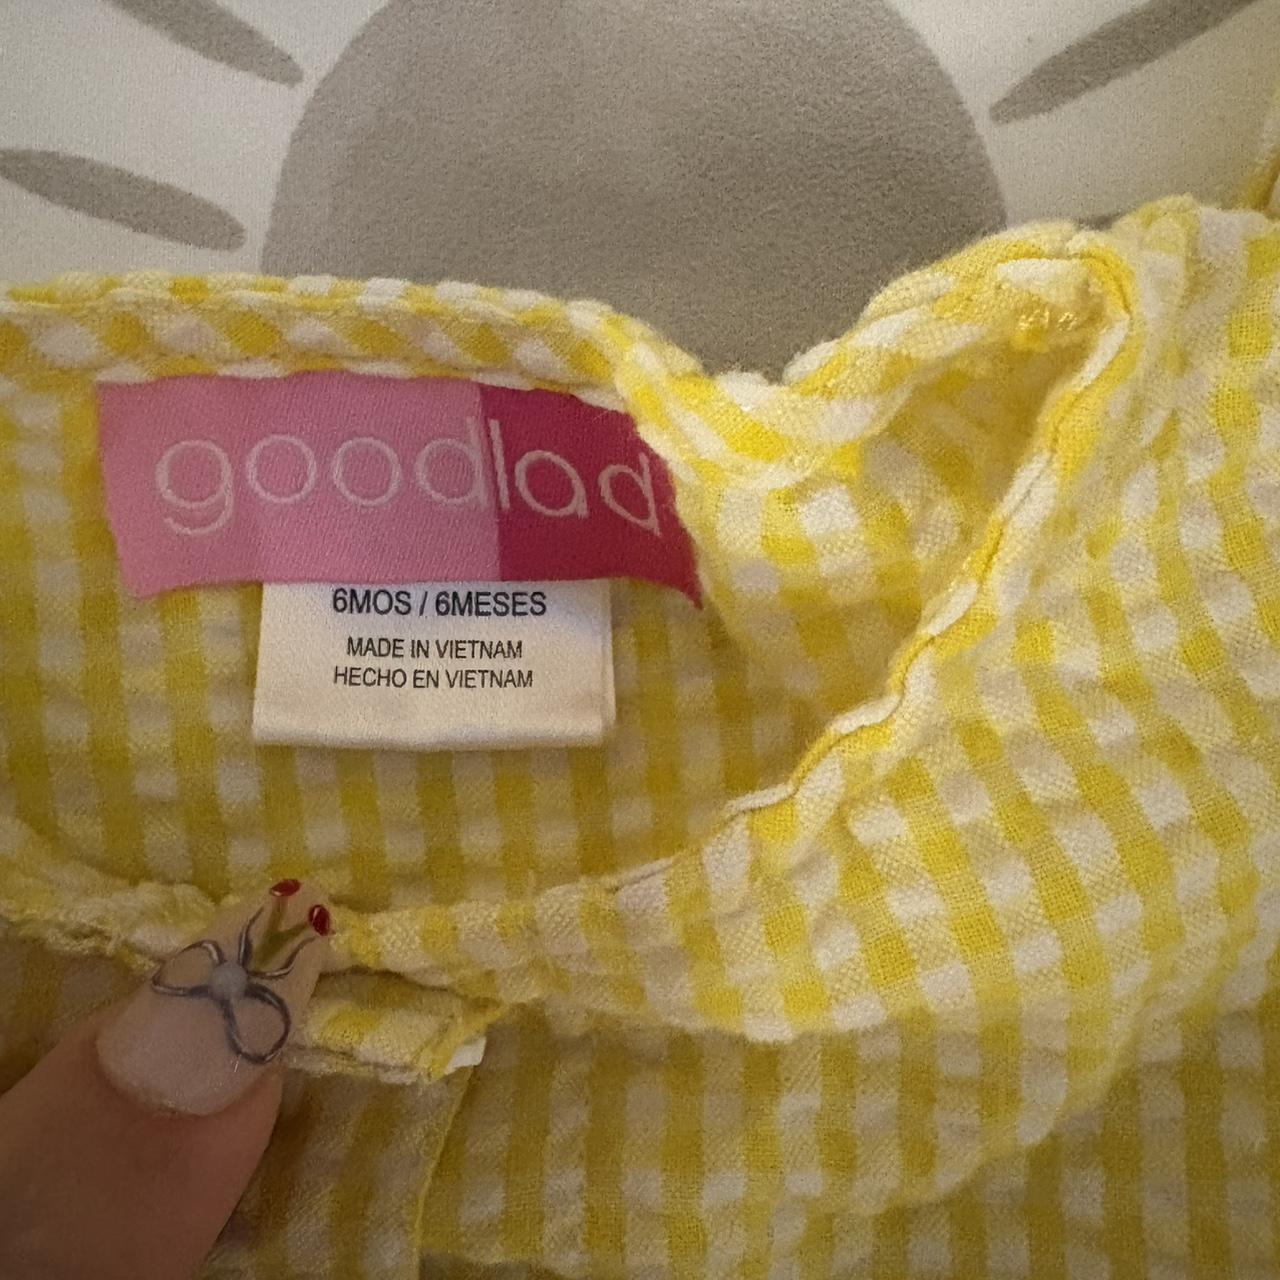 goodlad
6MOS / 6MESES
MADE IN VIETNAM
HECHO EN VIETNAM